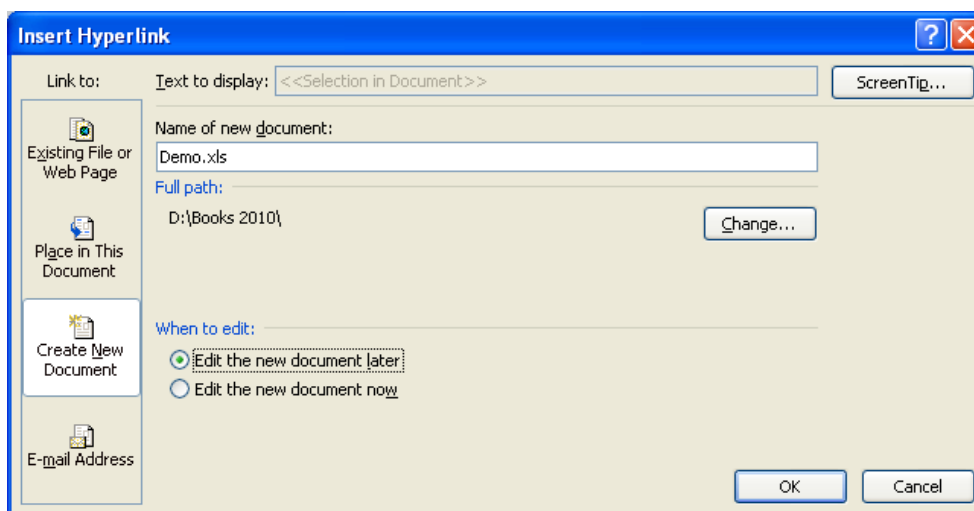 Insert Hyperlink
Link to:
Text to display:
<<Selection in Document>>
ScreenTip...
Existing File or
Web Page
Place in This
Document
Create New
Document
E-mail Address
Name of new document:
Demo.xls
Full path:
D:\Books 2010\
Change...
When to edit:
Edit the new document later
Edit the new document now
OK
Cancel